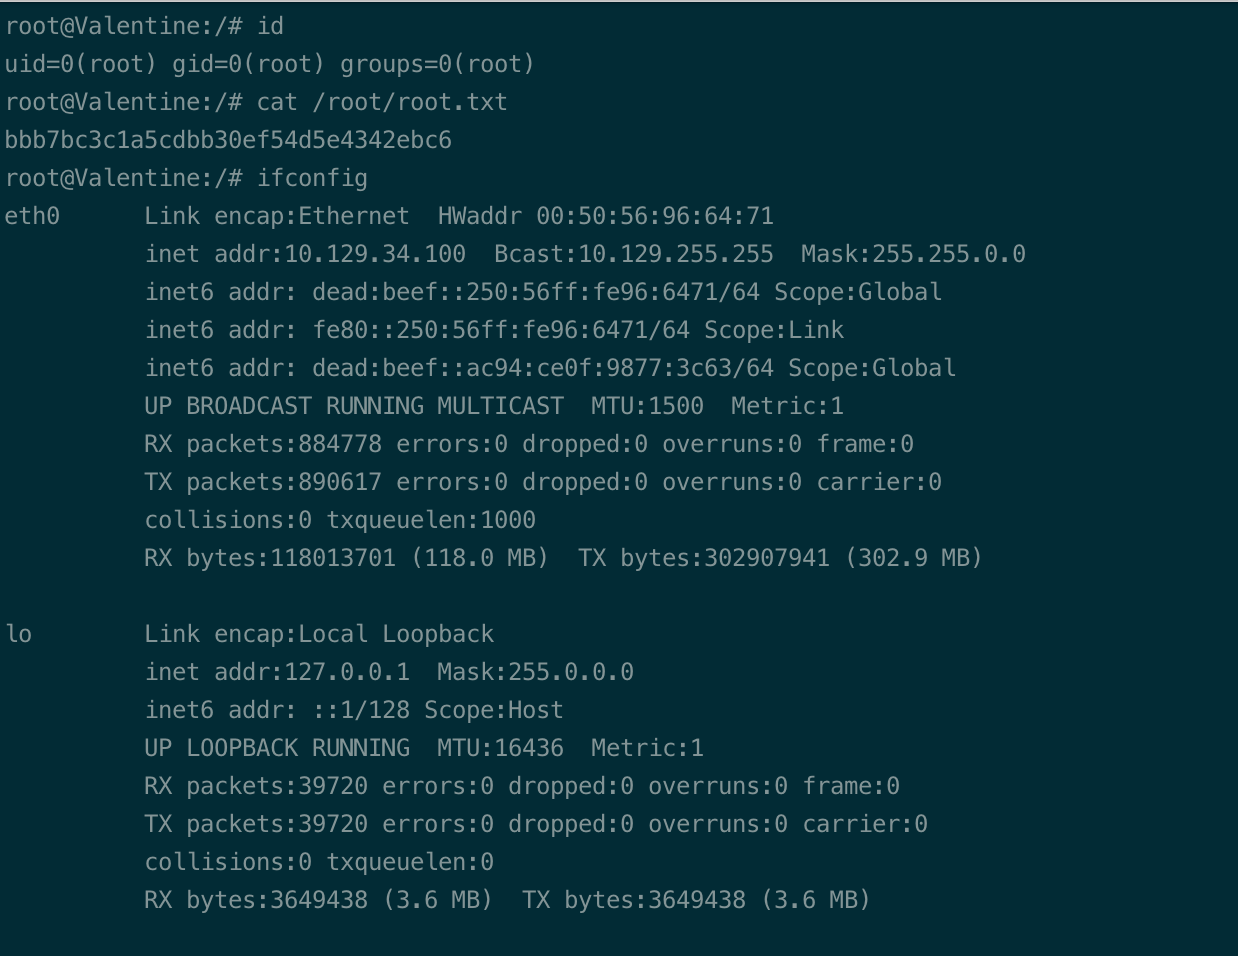 root@Valentine:/# id
uid=0(root) gid=0(root) groups=0(root)
root@Valentine:/# cat /root/root.txt
bbb7bc3c1a5cdbb30ef54d5e4342ebc6
root@Valentine:/# ifconfig
eth0      Link encap:Ethernet  HWaddr 00:50:56:96:64:71
          inet addr:10.129.34.100  Bcast:10.129.255.255  Mask:255.255.0.0
          inet6 addr: dead:beef::250:56ff:fe96:6471/64 Scope:Global
          inet6 addr: fe80::250:56ff:fe96:6471/64 Scope:Link
          inet6 addr: dead:beef::ac94:ce0f:9877:3c63/64 Scope:Global
          UP BROADCAST RUNNING MULTICAST  MTU:1500  Metric:1
          RX packets:884778 errors:0 dropped:0 overruns:0 frame:0
          TX packets:890617 errors:0 dropped:0 overruns:0 carrier:0
          collisions:0 txqueuelen:1000
          RX bytes:118013701 (118.0 MB)  TX bytes:302907941 (302.9 MB)

lo        Link encap:Local Loopback
          inet addr:127.0.0.1  Mask:255.0.0.0
          inet6 addr: ::1/128 Scope:Host
          UP LOOPBACK RUNNING  MTU:16436  Metric:1
          RX packets:39720 errors:0 dropped:0 overruns:0 frame:0
          TX packets:39720 errors:0 dropped:0 overruns:0 carrier:0
          collisions:0 txqueuelen:0
          RX bytes:3649438 (3.6 MB)  TX bytes:3649438 (3.6 MB)